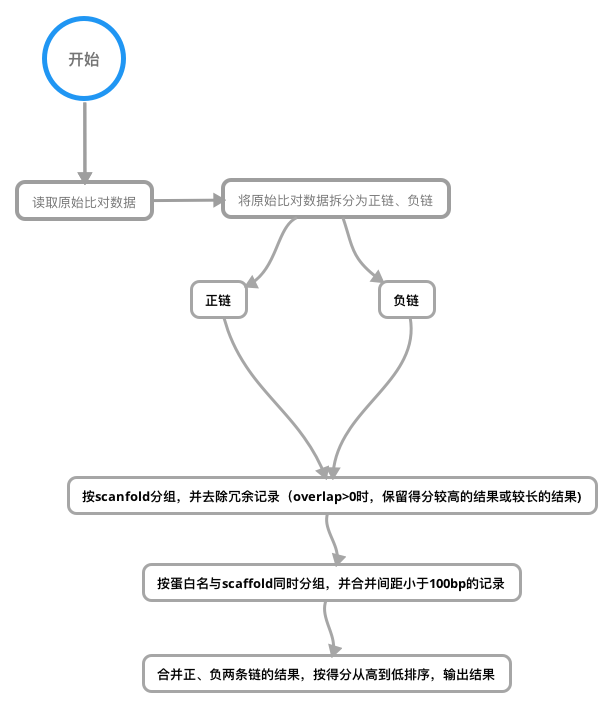 开始
读取原始比对数据
将原始比对数据拆分为正链、负链
正链
负链
按scanfold分组，并去除冗余记录（overlap>0时，保留得分较高的结果或较长的结果)
按蛋白名与scaffold同时分组，并合并间距小于100bp的记录
合并正、负两条链的结果，按得分从高到低排序，输出结果